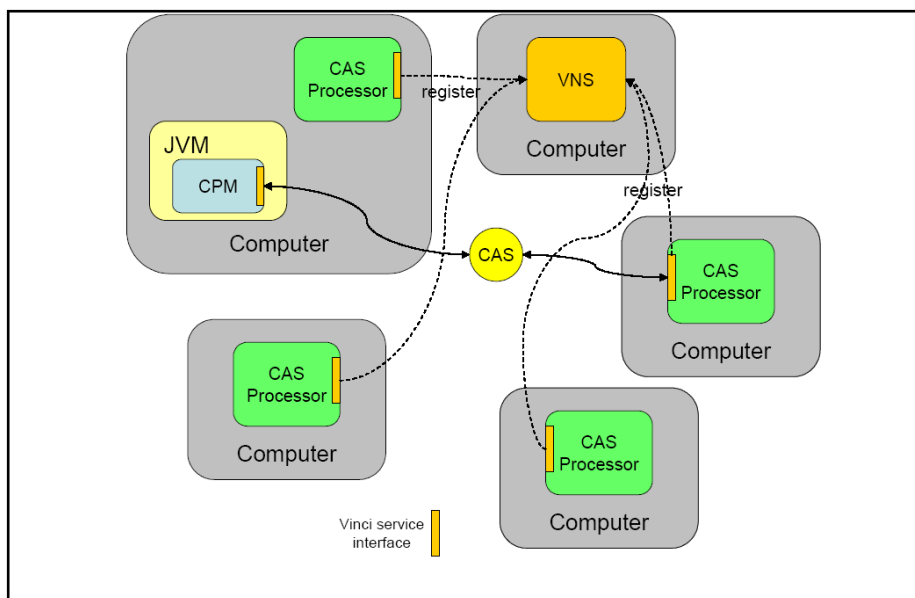 CAS
Processor
VNS
register
Computer
JVM
CPM
Computer
register
CAS
CAS
Processor
Computer
CAS
Processor
Computer
CAS
Processor
Computer
Vinci service
interface